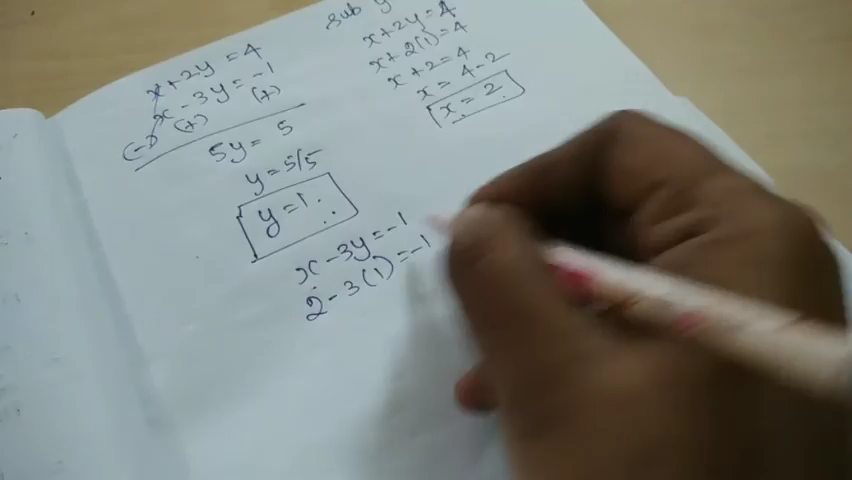 x+2y=4
x-3y=-1
(-) (+) (+)
5y= 5
y=5/5
y=1
x-3y=-1
2-3(1)=-1
sub y
x+2y=4
x+2(1)=4
x+2=4
x=4-2
x=2